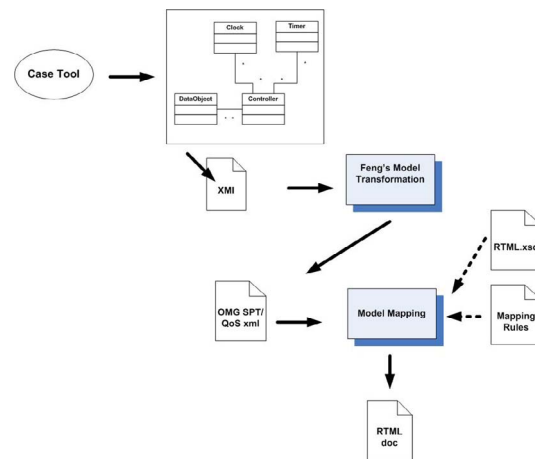 Clock
Timer
Case Tool
DataObject
Controller
XMI
Feng's Model
Transformation
RTML.xsd
OMG SPT/
QoS xml
Model Mapping
Mapping
Rules
RTML
doc